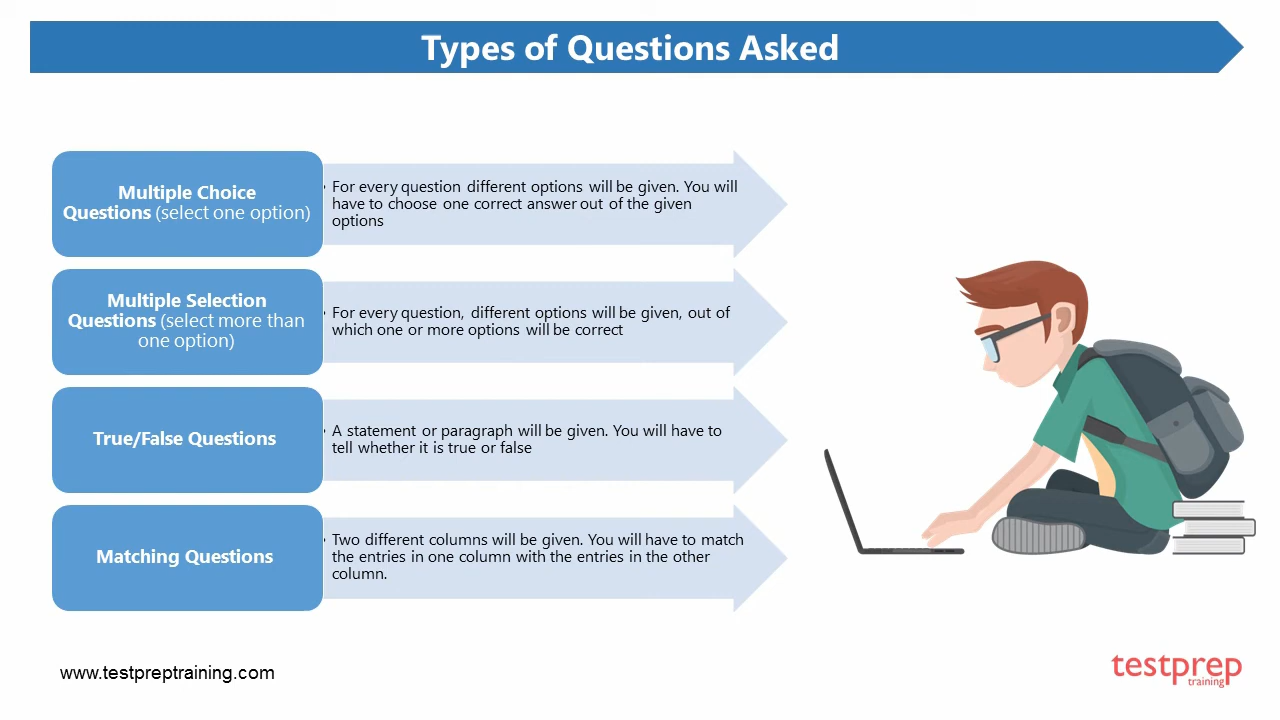 Types of Questions Asked
Multiple Choice
Questions (select one option)
• For every question different options will be given. You will
have to choose one correct answer out of the given
options
Multiple Selection
Questions (select more than
one option)
• For every question, different options will be given, out of
which one or more options will be correct
True/False Questions
• A statement or paragraph will be given. You will have to
tell whether it is true or false
Matching Questions
• Two different columns will be given. You will have to match
the entries in one column with the entries in the other
column.
www.testpreptraining.com
testprep
training